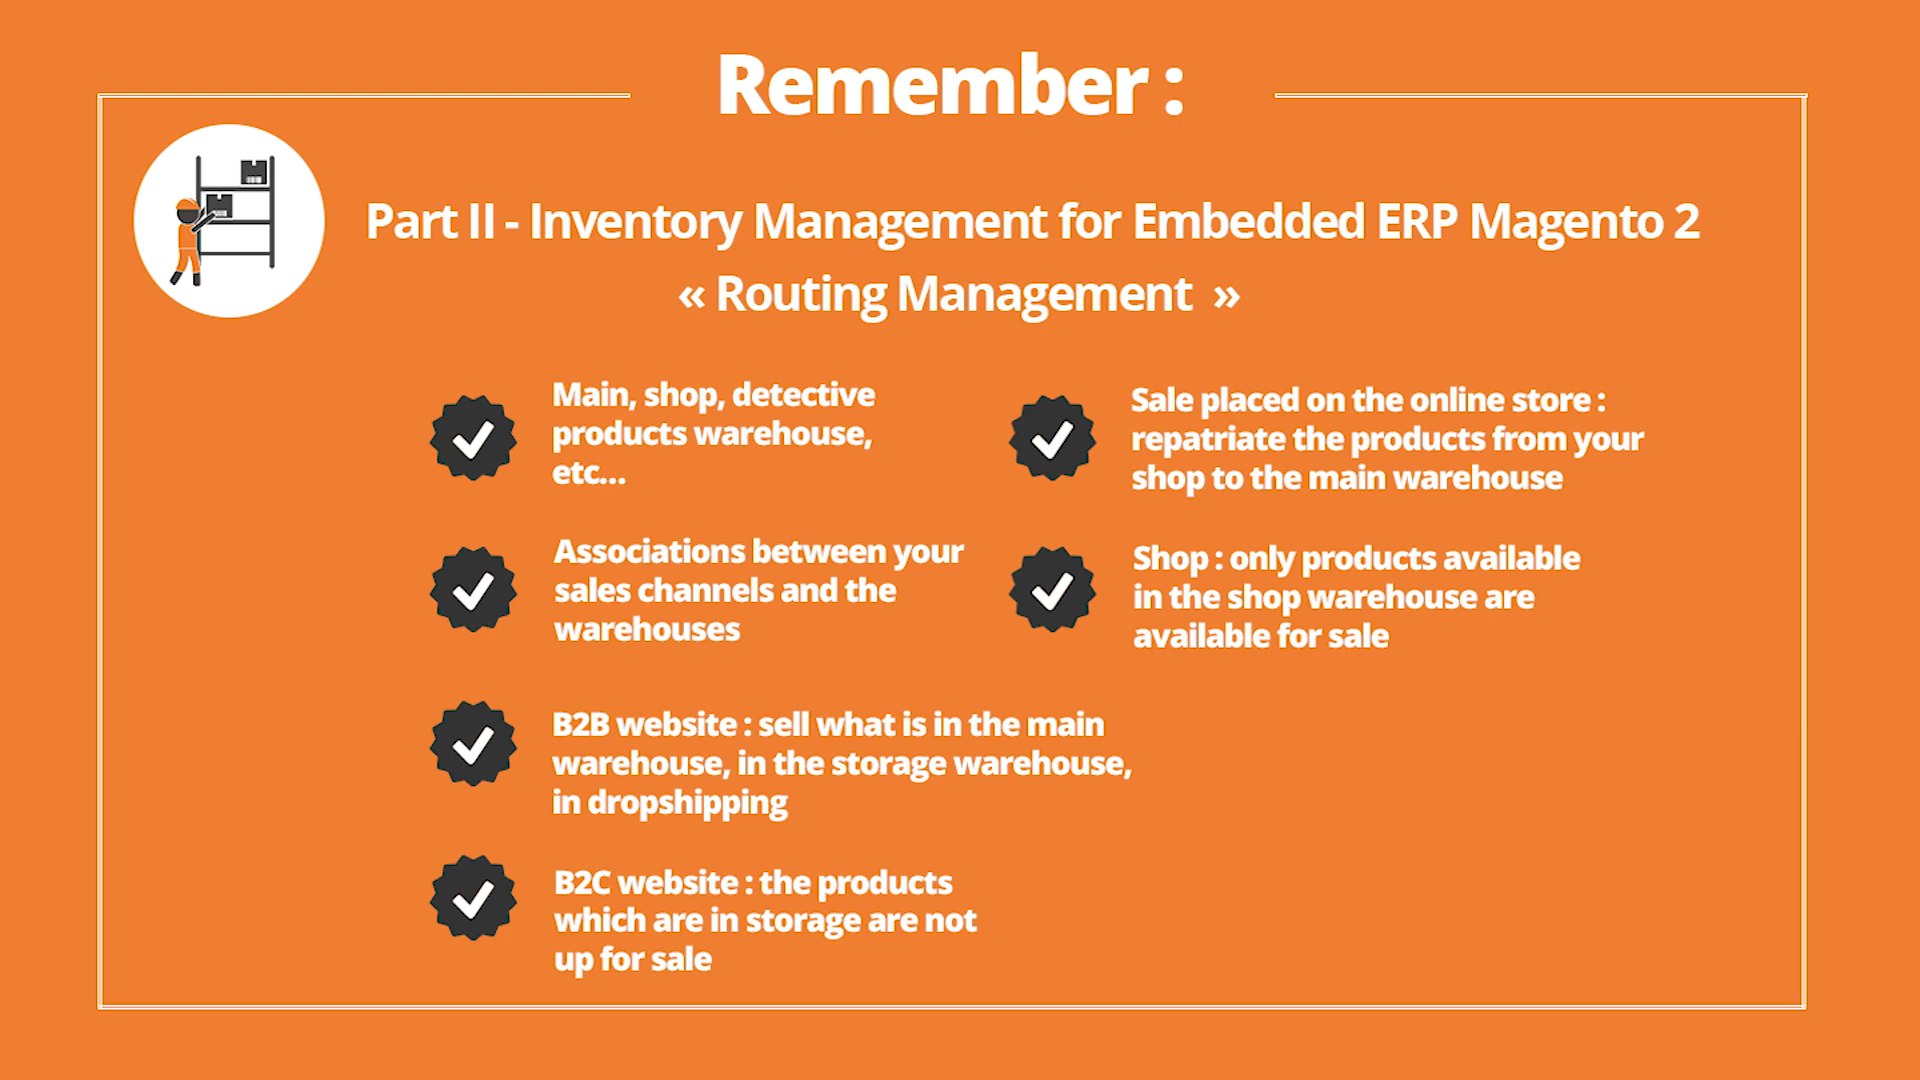 Remember :
Part II - Inventory Management for Embedded ERP Magento 2
« Routing Management »
Main, shop, detective
products warehouse,
etc...
Associations between your
sales channels and the
warehouses
B2B website : sell what is in the main
warehouse, in the storage warehouse,
in dropshipping
B2C website : the products
which are in storage are not
up for sale
Sale placed on the online store :
repatriate the products from your
shop to the main warehouse
Shop : only products available
in the shop warehouse are
available for sale